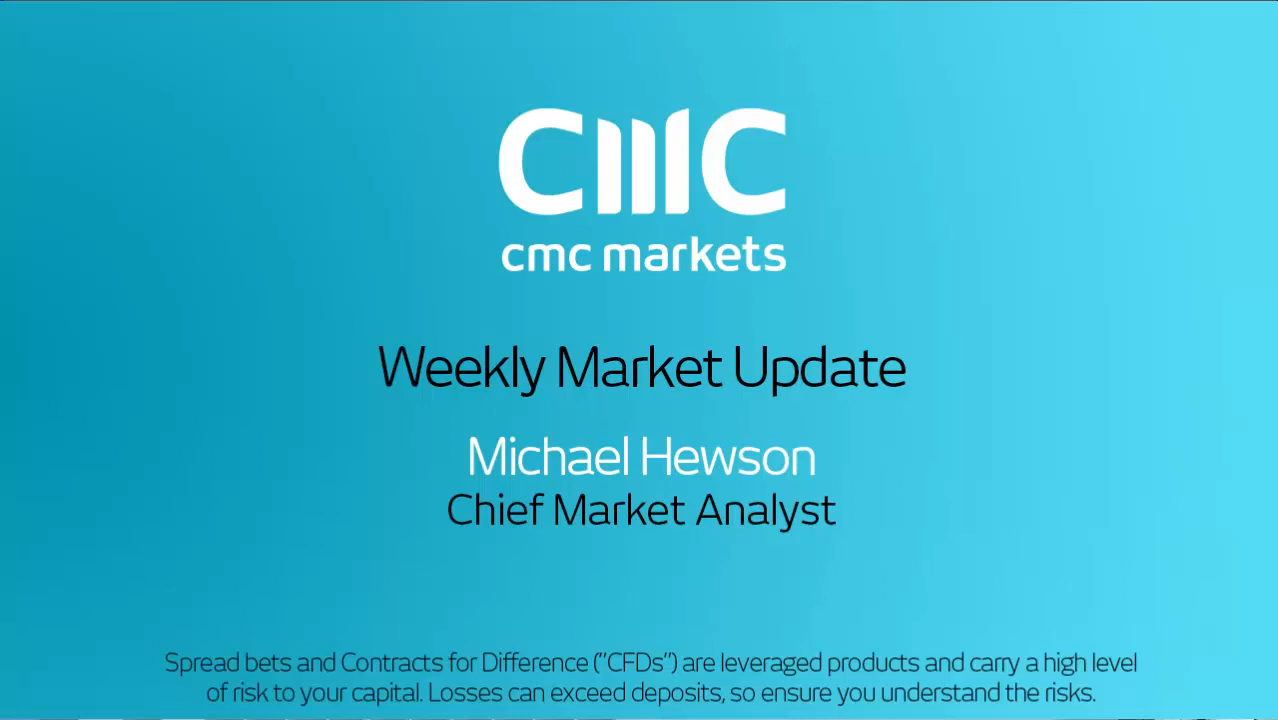 CMC
cmc markets
Weekly Market Update
Michael Hewson
Chief Market Analyst
Spread bets and Contracts for Difference (”CFDs”) are leveraged products and carry a high level
of risk to your capital. Losses can exceed deposits, so ensure you understand the risks.